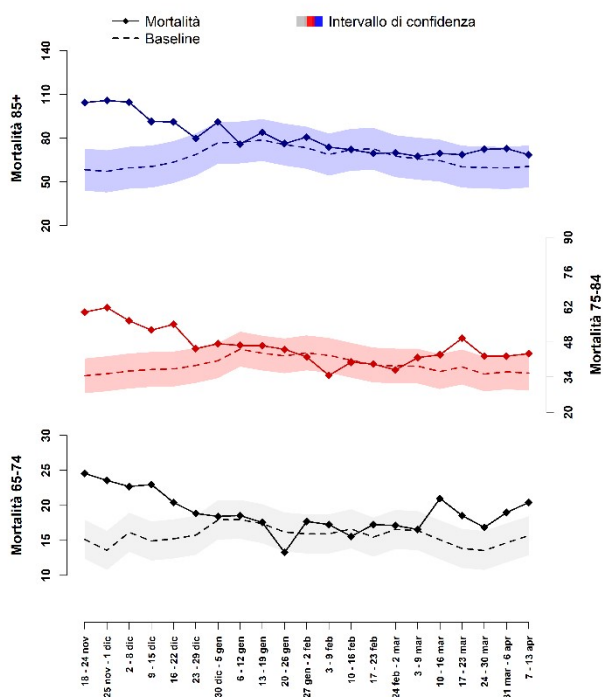 Mortalità
Baseline
Intervallo di confidenza
Mortalità 85+
140
110
80
50
20
Mortalità 75-84
90
76
62
48
34
20
Mortalità 65-74
30
25
20
15
10
18 - 24 nov
25 nov - 1 dic
2 - 8 dic
9 - 15 dic
16 - 22 dic
23 - 29 dic
30 dic - 5 gen
6 - 12 gen
13 - 19 gen
20 - 26 gen
27 gen - 2 feb
3 - 9 feb
10 - 16 feb
17 - 23 feb
24 feb - 2 mar
3 - 9 mar
10 - 16 mar
17 - 23 mar
24 - 30 mar
31 mar - 6 apr
7 - 13 apr